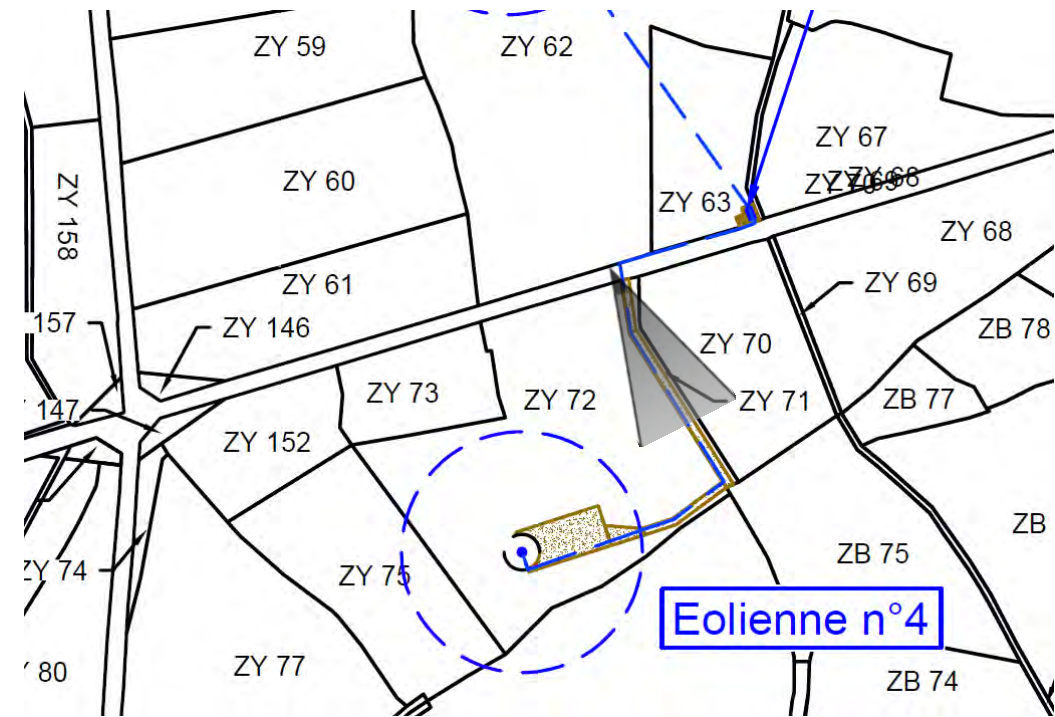 ZY 59
ZY 62
ZY 67
ZY 60
ZY 158
ZY 63
ZY 68
ZY 61
ZY 69
157
ZY 146
ZB 78
ZY 70
ZY 73
ZY 72
ZY 71
ZB 77
147
ZY 152
ZB
ZB 75
ZY 74
ZY 75
Eolienne n°4
80
ZY 77
ZB 74